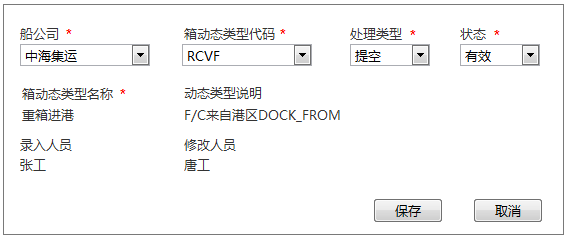 船公司 * 箱动态类型代码 * 处理类型 * 状态 *
中海集运 RCVF 提空 有效
箱动态类型名称 * 动态类型说明
重箱进港 F/C来自港区DOCK_FROM
录入人员 修改人员
张工 唐工
保存 取消